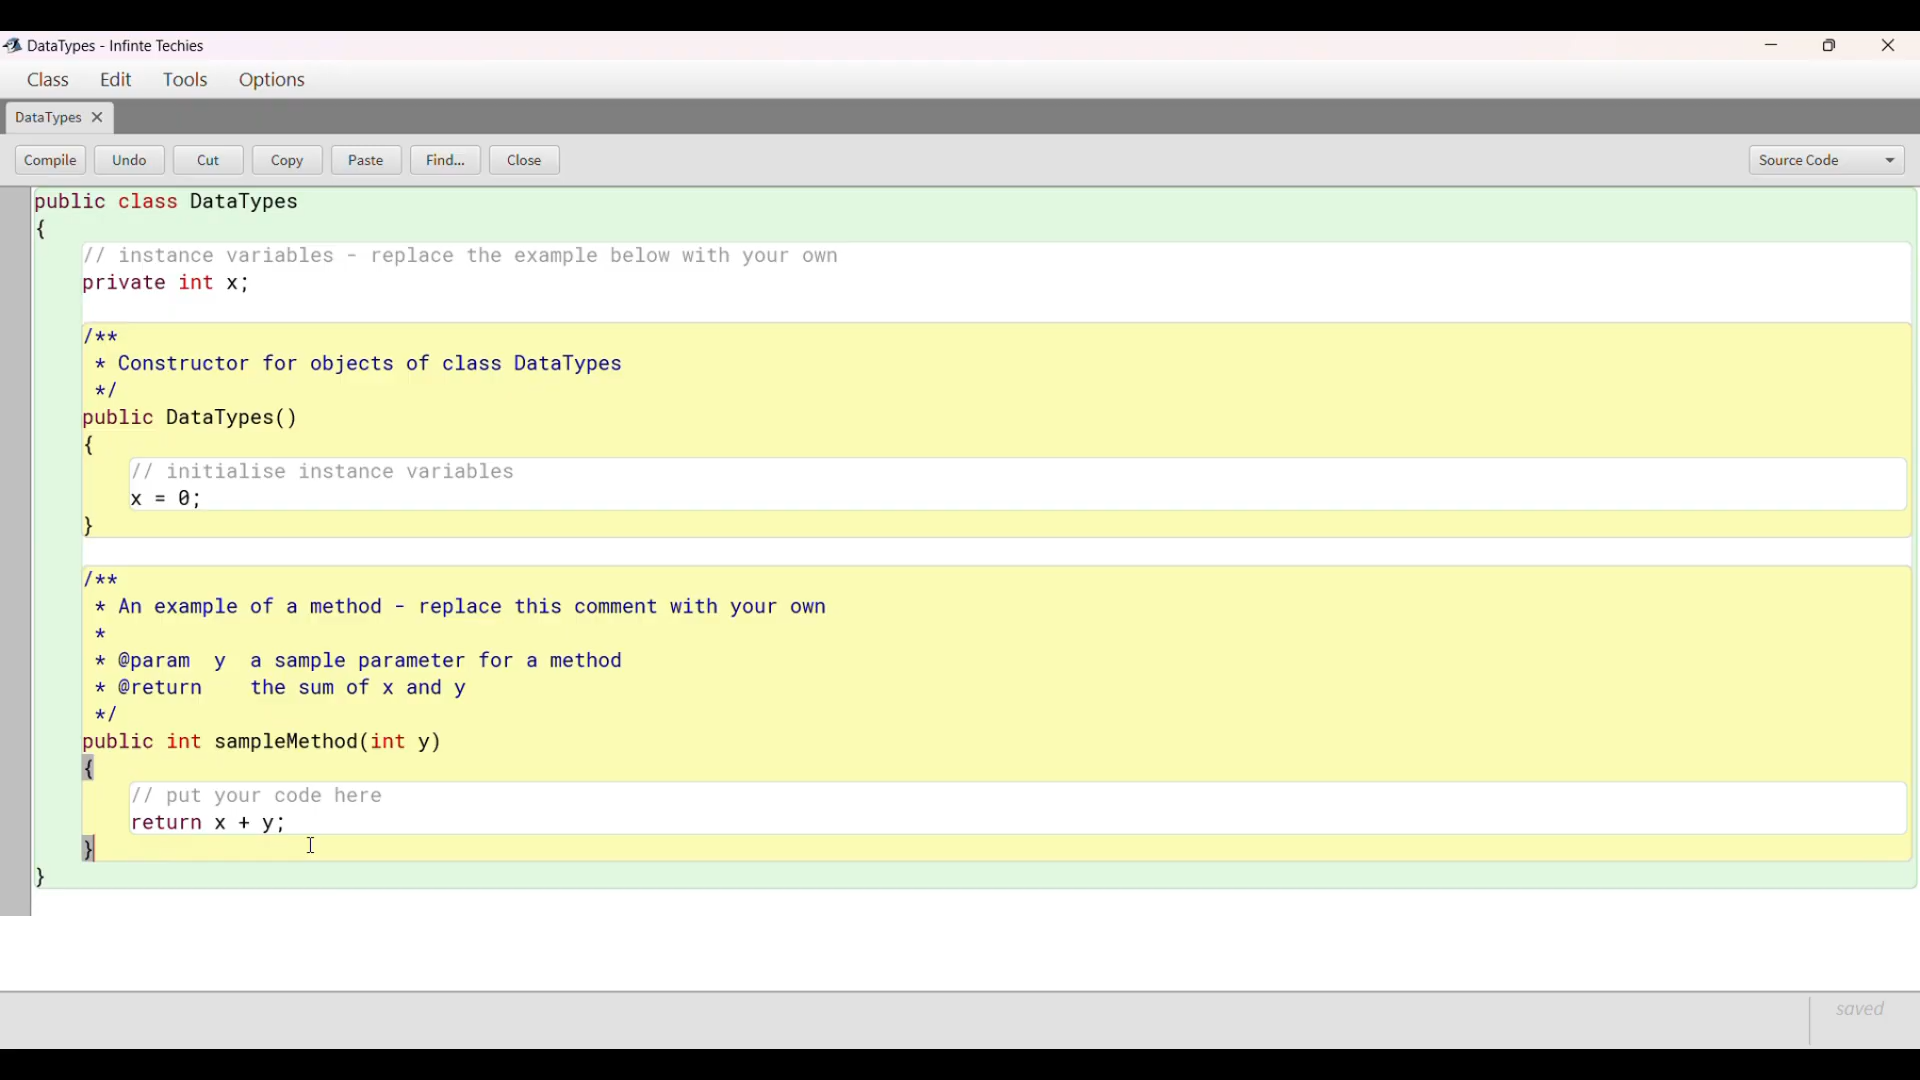 DataTypes - Infinte Techies
Class Edit Tools Options
DataTypes
Compile Undo Cut Copy Paste Find... Close Source Code
public class DataTypes
{
// instance variables - replace the example below with your own
private int x;
/**
* Constructor for objects of class DataTypes
*/
public DataTypes()
{
// initialise instance variables
x = 0;
}
/**
* An example of a method - replace this comment with your own
*
* @param  y  a sample parameter for a method
* @return    the sum of x and y
*/
public int sampleMethod(int y)
{
// put your code here
return x + y;
}
}
saved